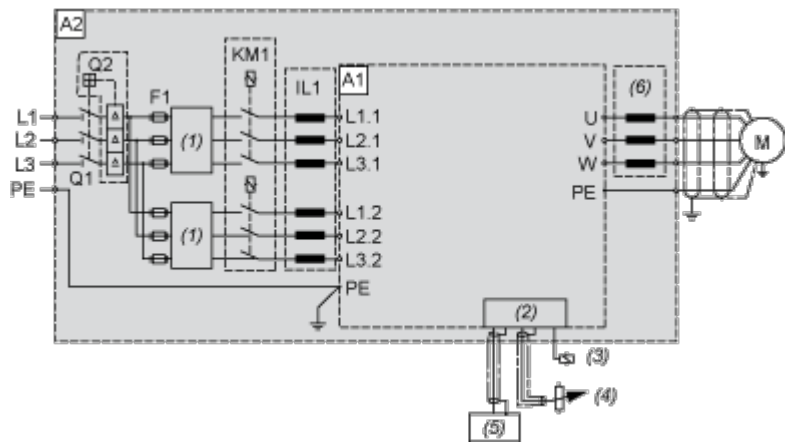 A2
Q2
KM1
F1
IL1
A1
(6)
L1
L2
L3
PE
Q1
(1)
(1)
L1.1
L2.1
L3.1
L1.2
L2.2
L3.2
PE
U
V
W
PE
M
(2)
(3)
(4)
(5)